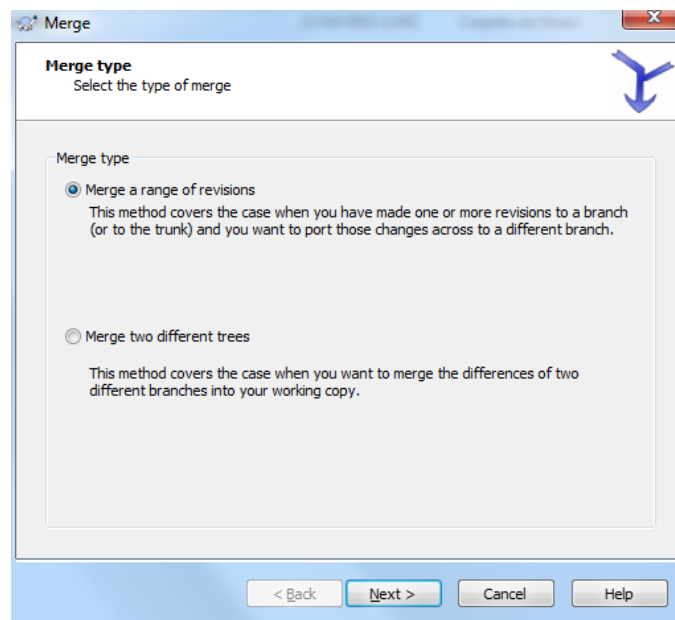 Merge
Merge type
Select the type of merge
Merge type
Merge a range of revisions
This method covers the case when you have made one or more revisions to a branch
(or to the trunk) and you want to port those changes across to a different branch.
Merge two different trees
This method covers the case when you want to merge the differences of two
different branches into your working copy.
< Back Next > Cancel Help